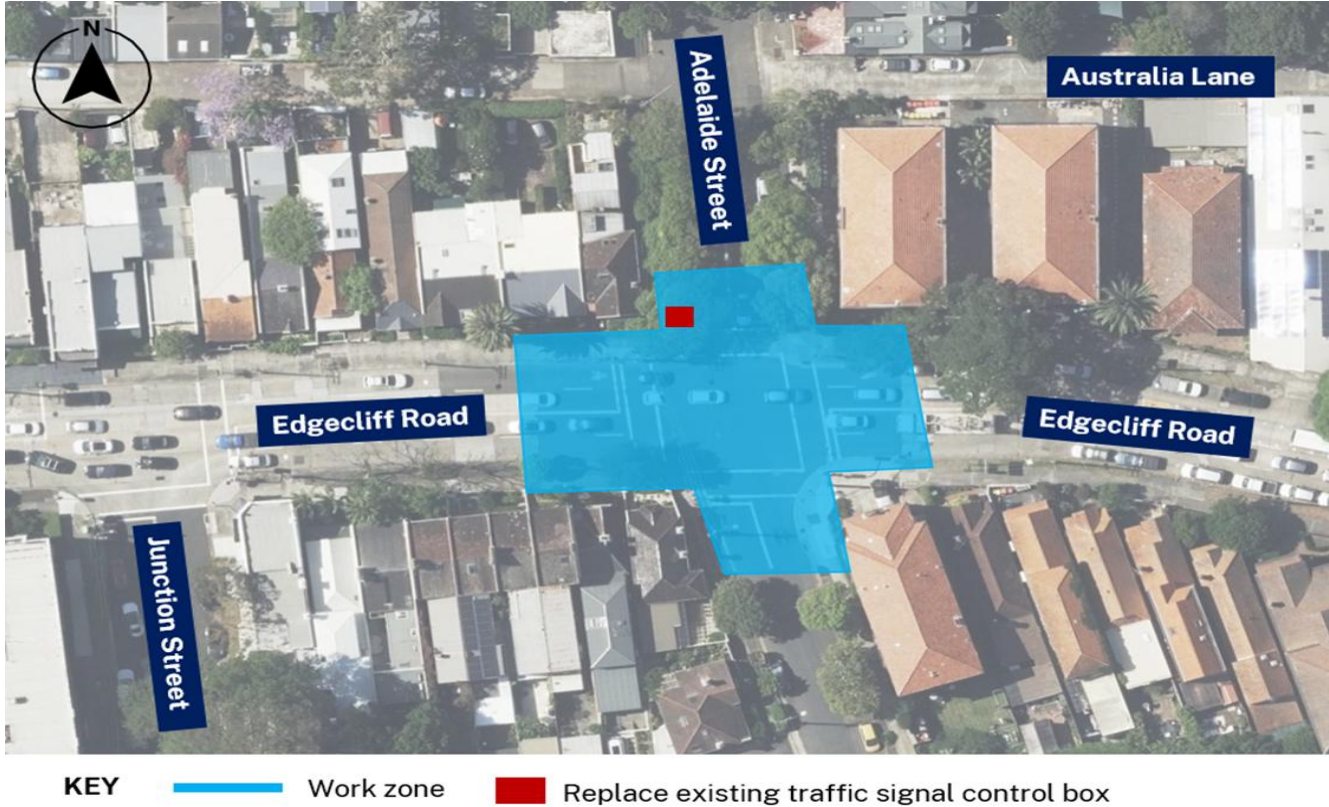 N
Australia Lane
Adelaide Street
Edgecliff Road
Edgecliff Road
Junction Street
KEY Work zone Replace existing traffic signal control box